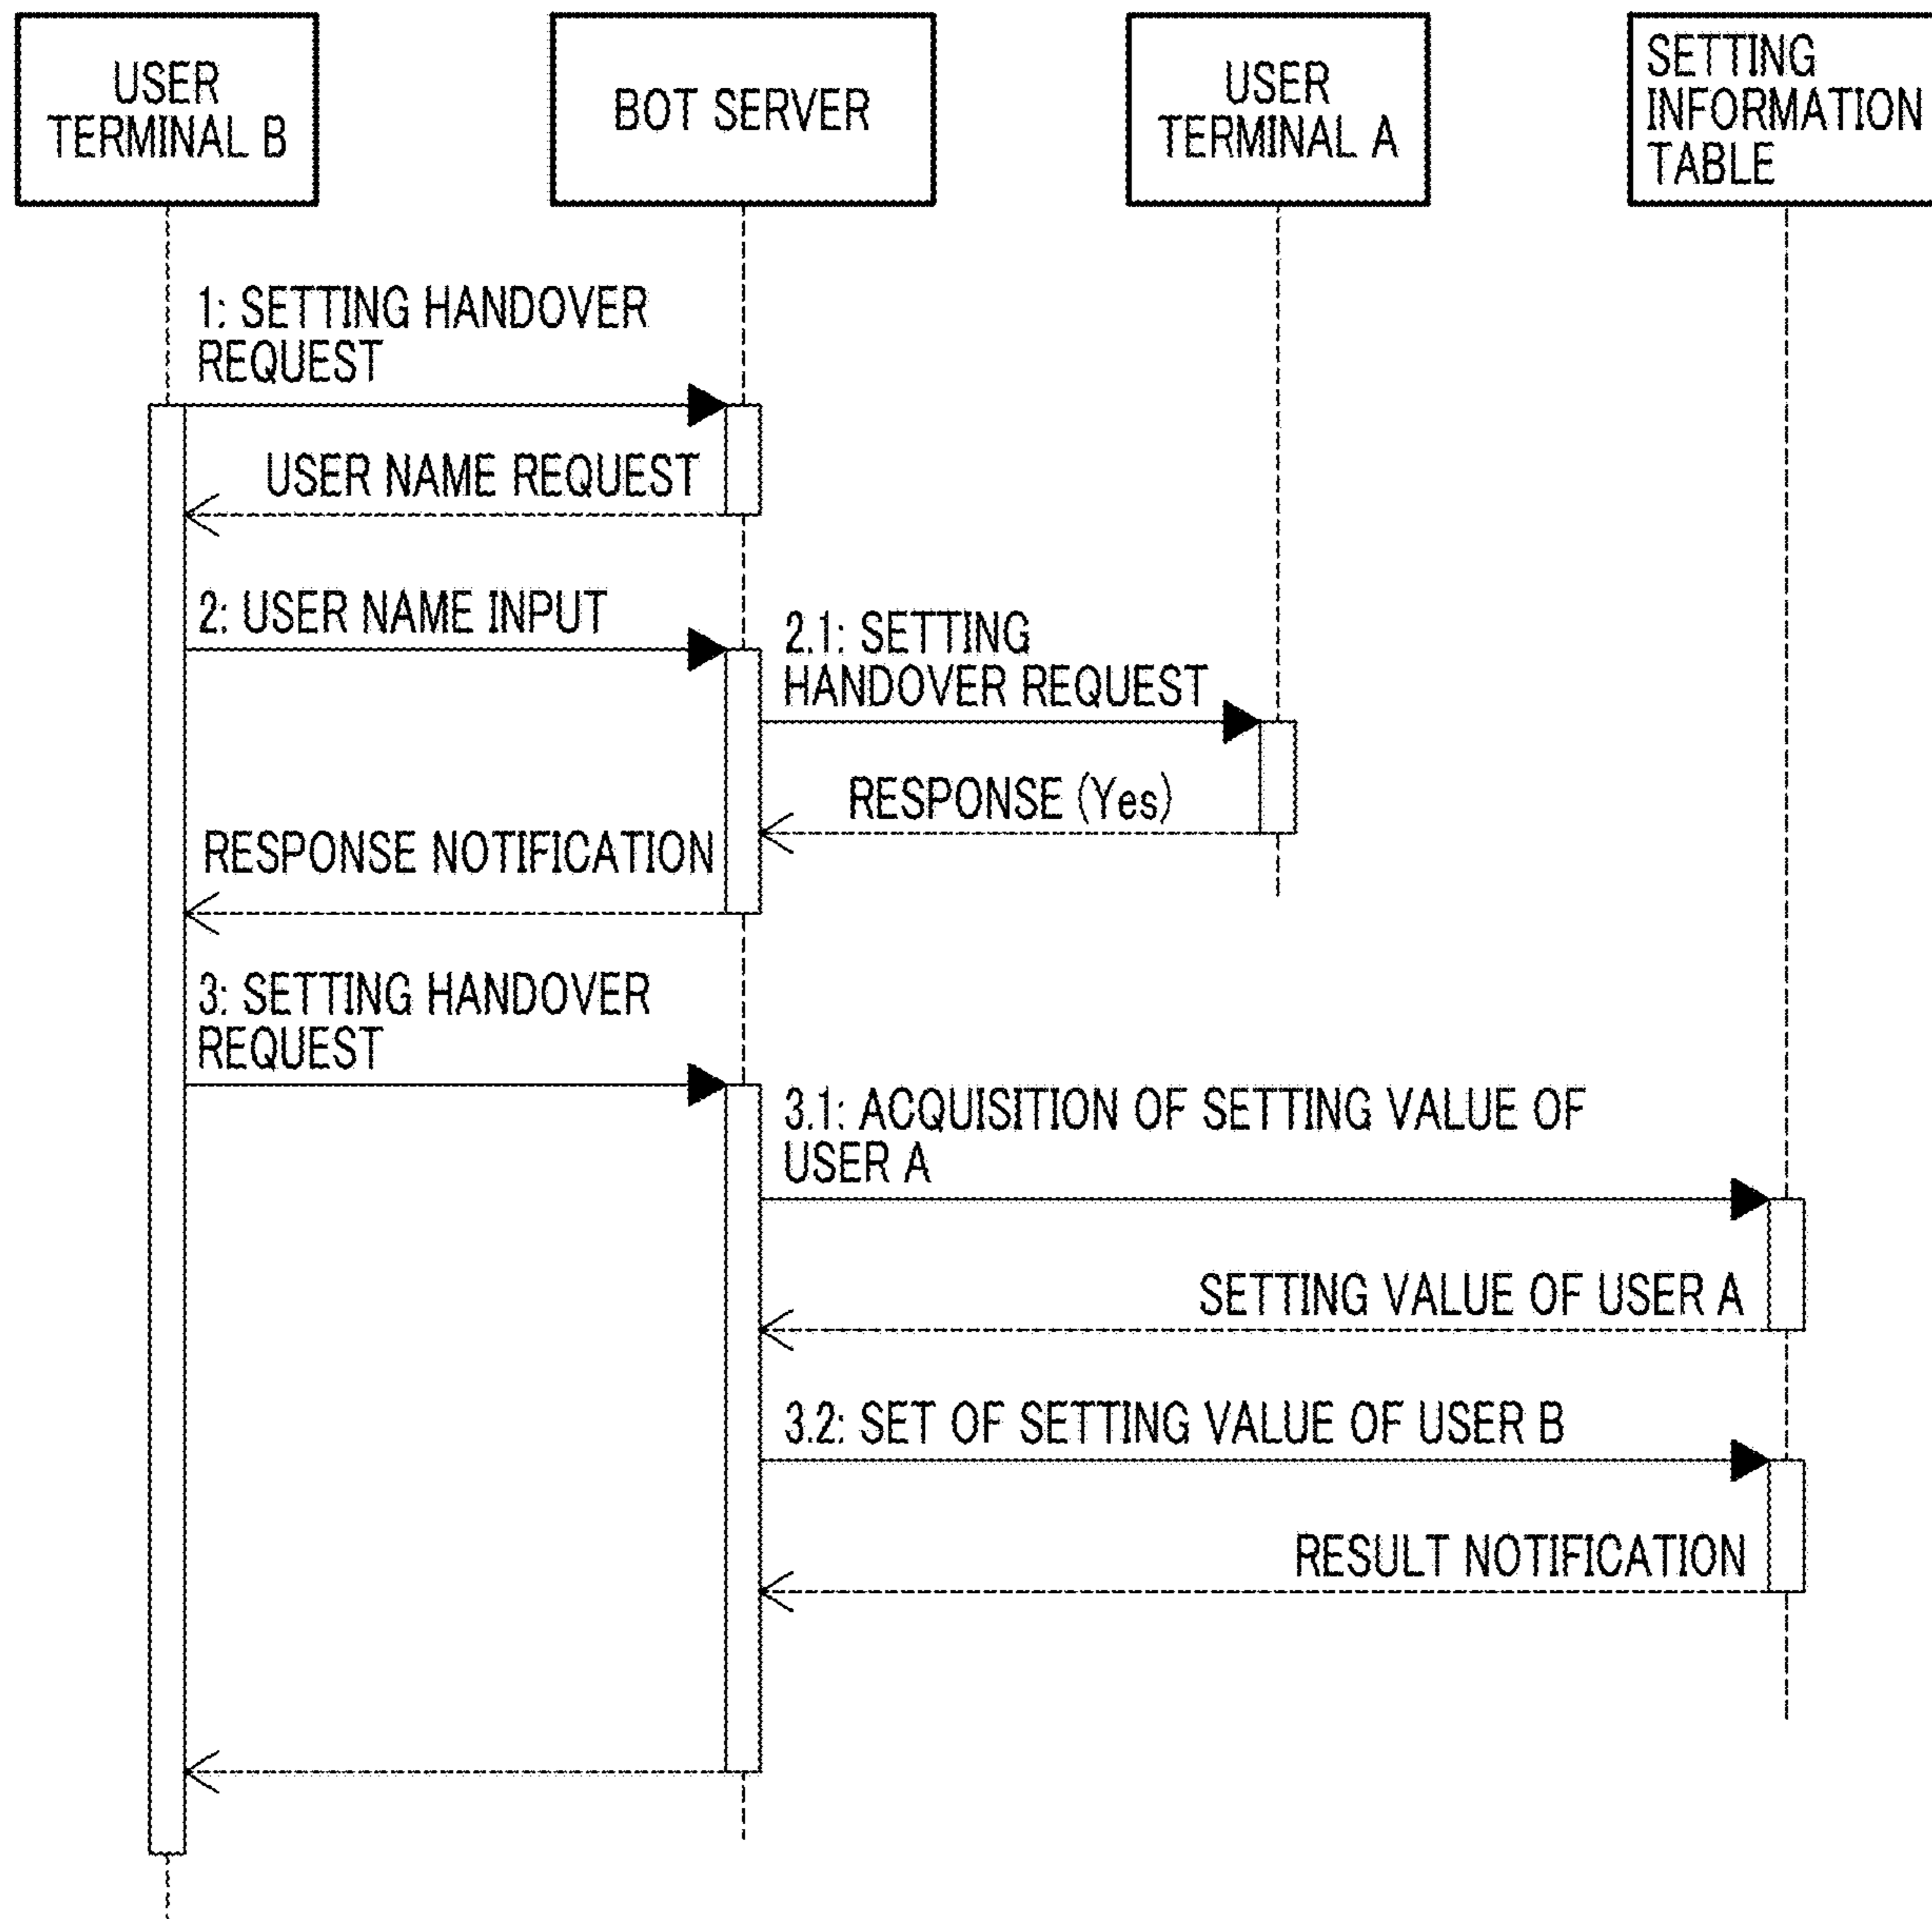 USER
TERMINAL B
BOT SERVER
USER
TERMINAL A
SETTING
INFORMATION
TABLE
1: SETTING HANDOVER
REQUEST
USER NAME REQUEST
2: USER NAME INPUT
2.1: SETTING
HANDOVER REQUEST
RESPONSE (Yes)
RESPONSE NOTIFICATION
3: SETTING HANDOVER
REQUEST
3.1: ACQUISITION OF SETTING VALUE OF
USER A
SETTING VALUE OF USER A
3.2: SET OF SETTING VALUE OF USER B
RESULT NOTIFICATION